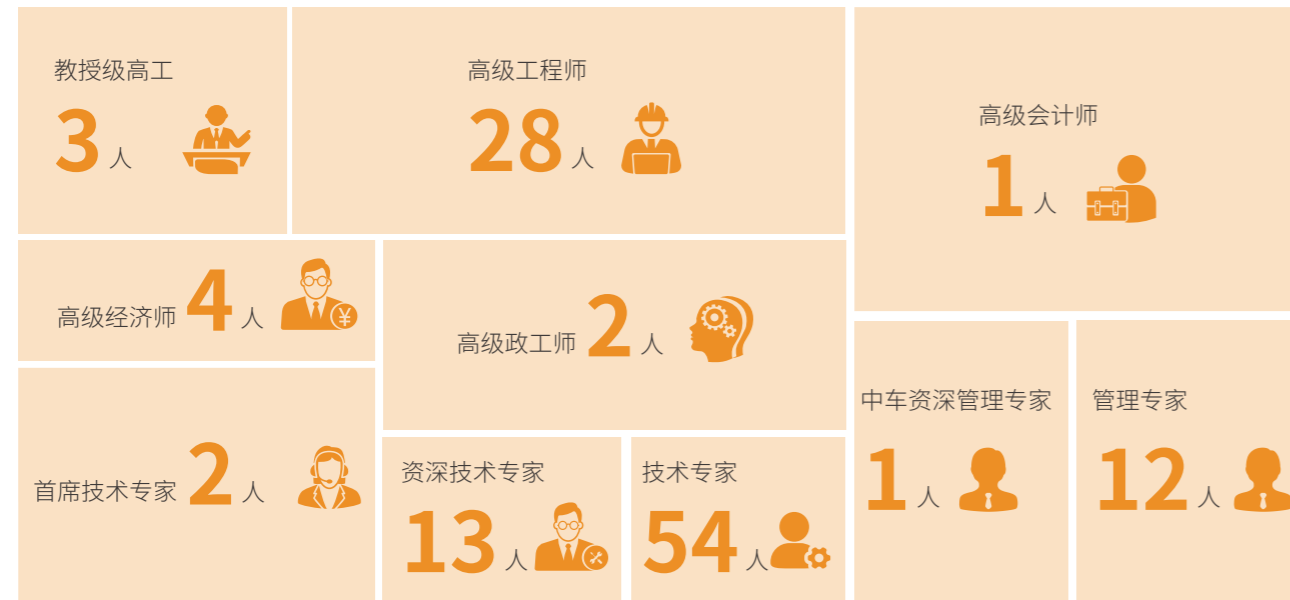 教授级高工
3 人
高级工程师
28 人
高级会计师
1 人
高级经济师 4 人
高级政工师 2 人
首席技术专家 2 人
资深技术专家
13 人
技术专家
54 人
中车资深管理专家
1 人
管理专家
12 人
¥